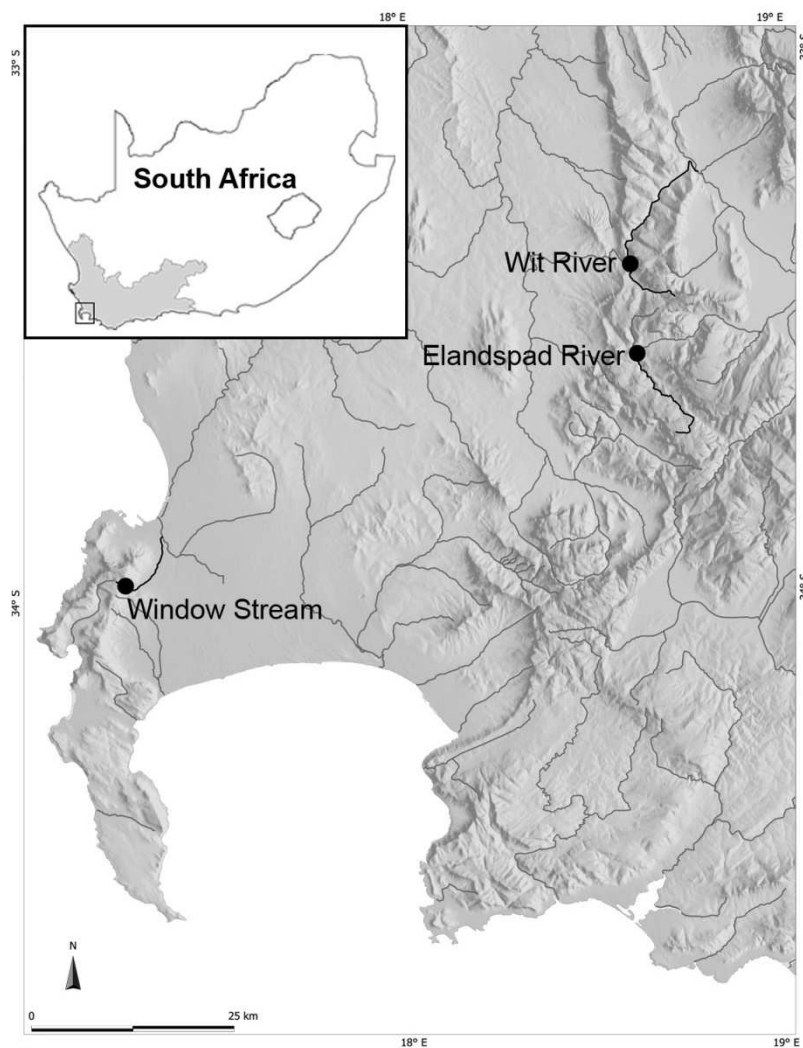 18° E
19° E
33° S
South Africa
Wit River
Elandspad River
34° S
Window Stream
N
0
25 km
18° E
19° E